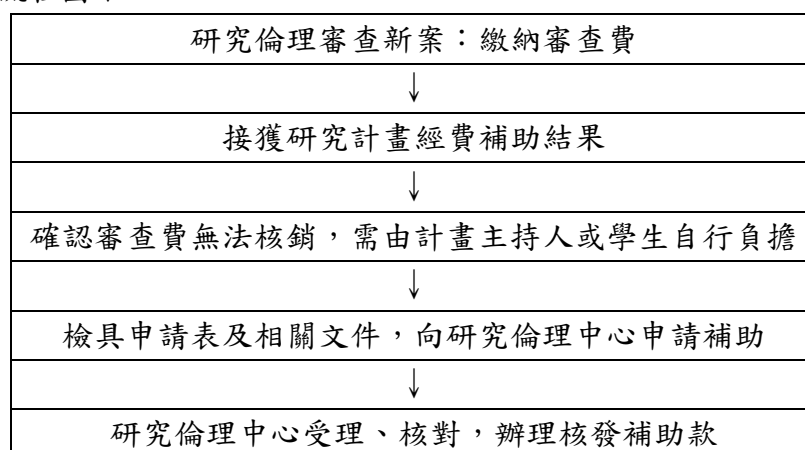 研究倫理審查新案：繳納審查費
↓
接獲研究計畫經費補助結果
↓
確認審查費無法核銷，需由計畫主持人或學生自行負擔
↓
檢具申請表及相關文件，向研究倫理中心申請補助
↓
研究倫理中心受理、核對，辦理核發補助款